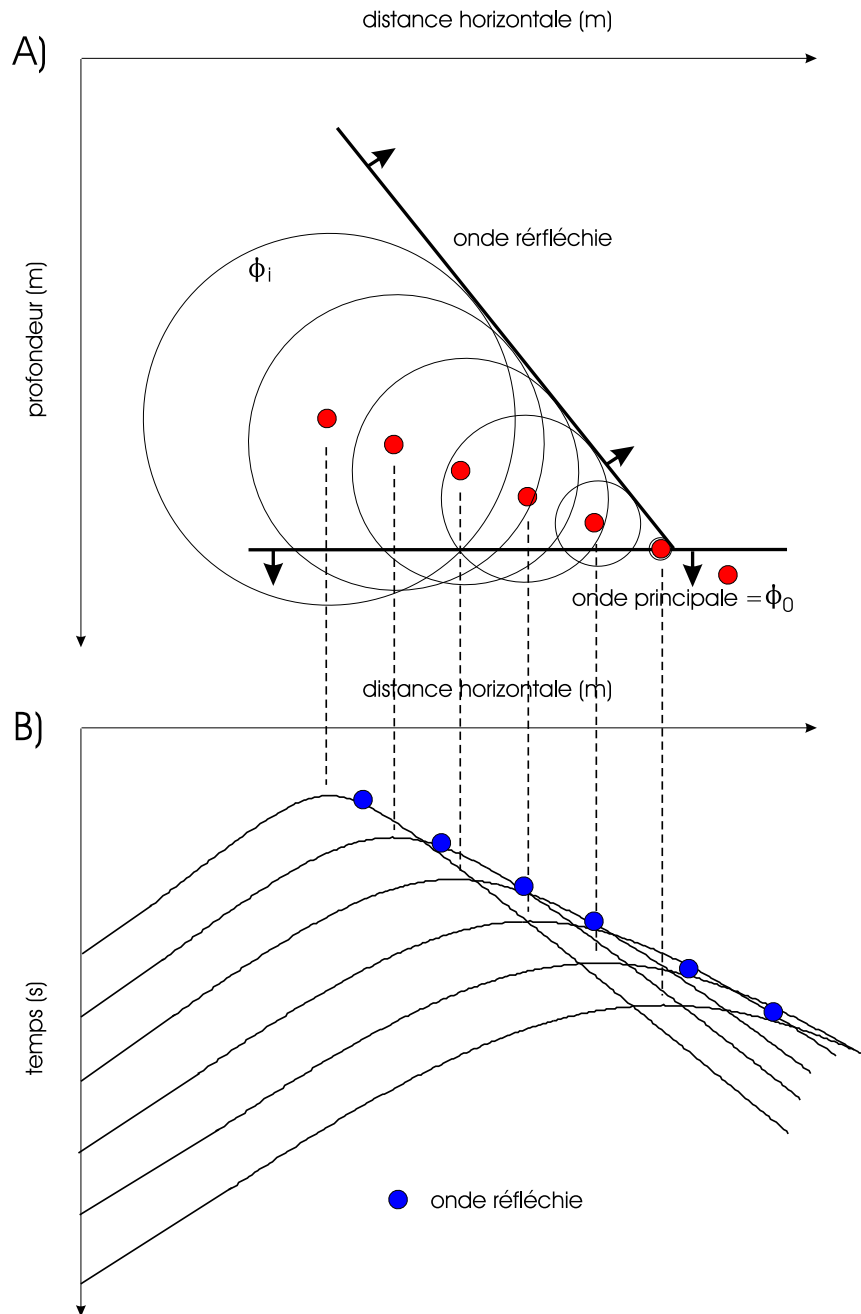 distance horizontale (m)
A)
onde rérfléchie
ϕi
profondeur (m)
onde principale = ϕ0
distance horizontale (m)
B)
temps (s)
onde réfléchie